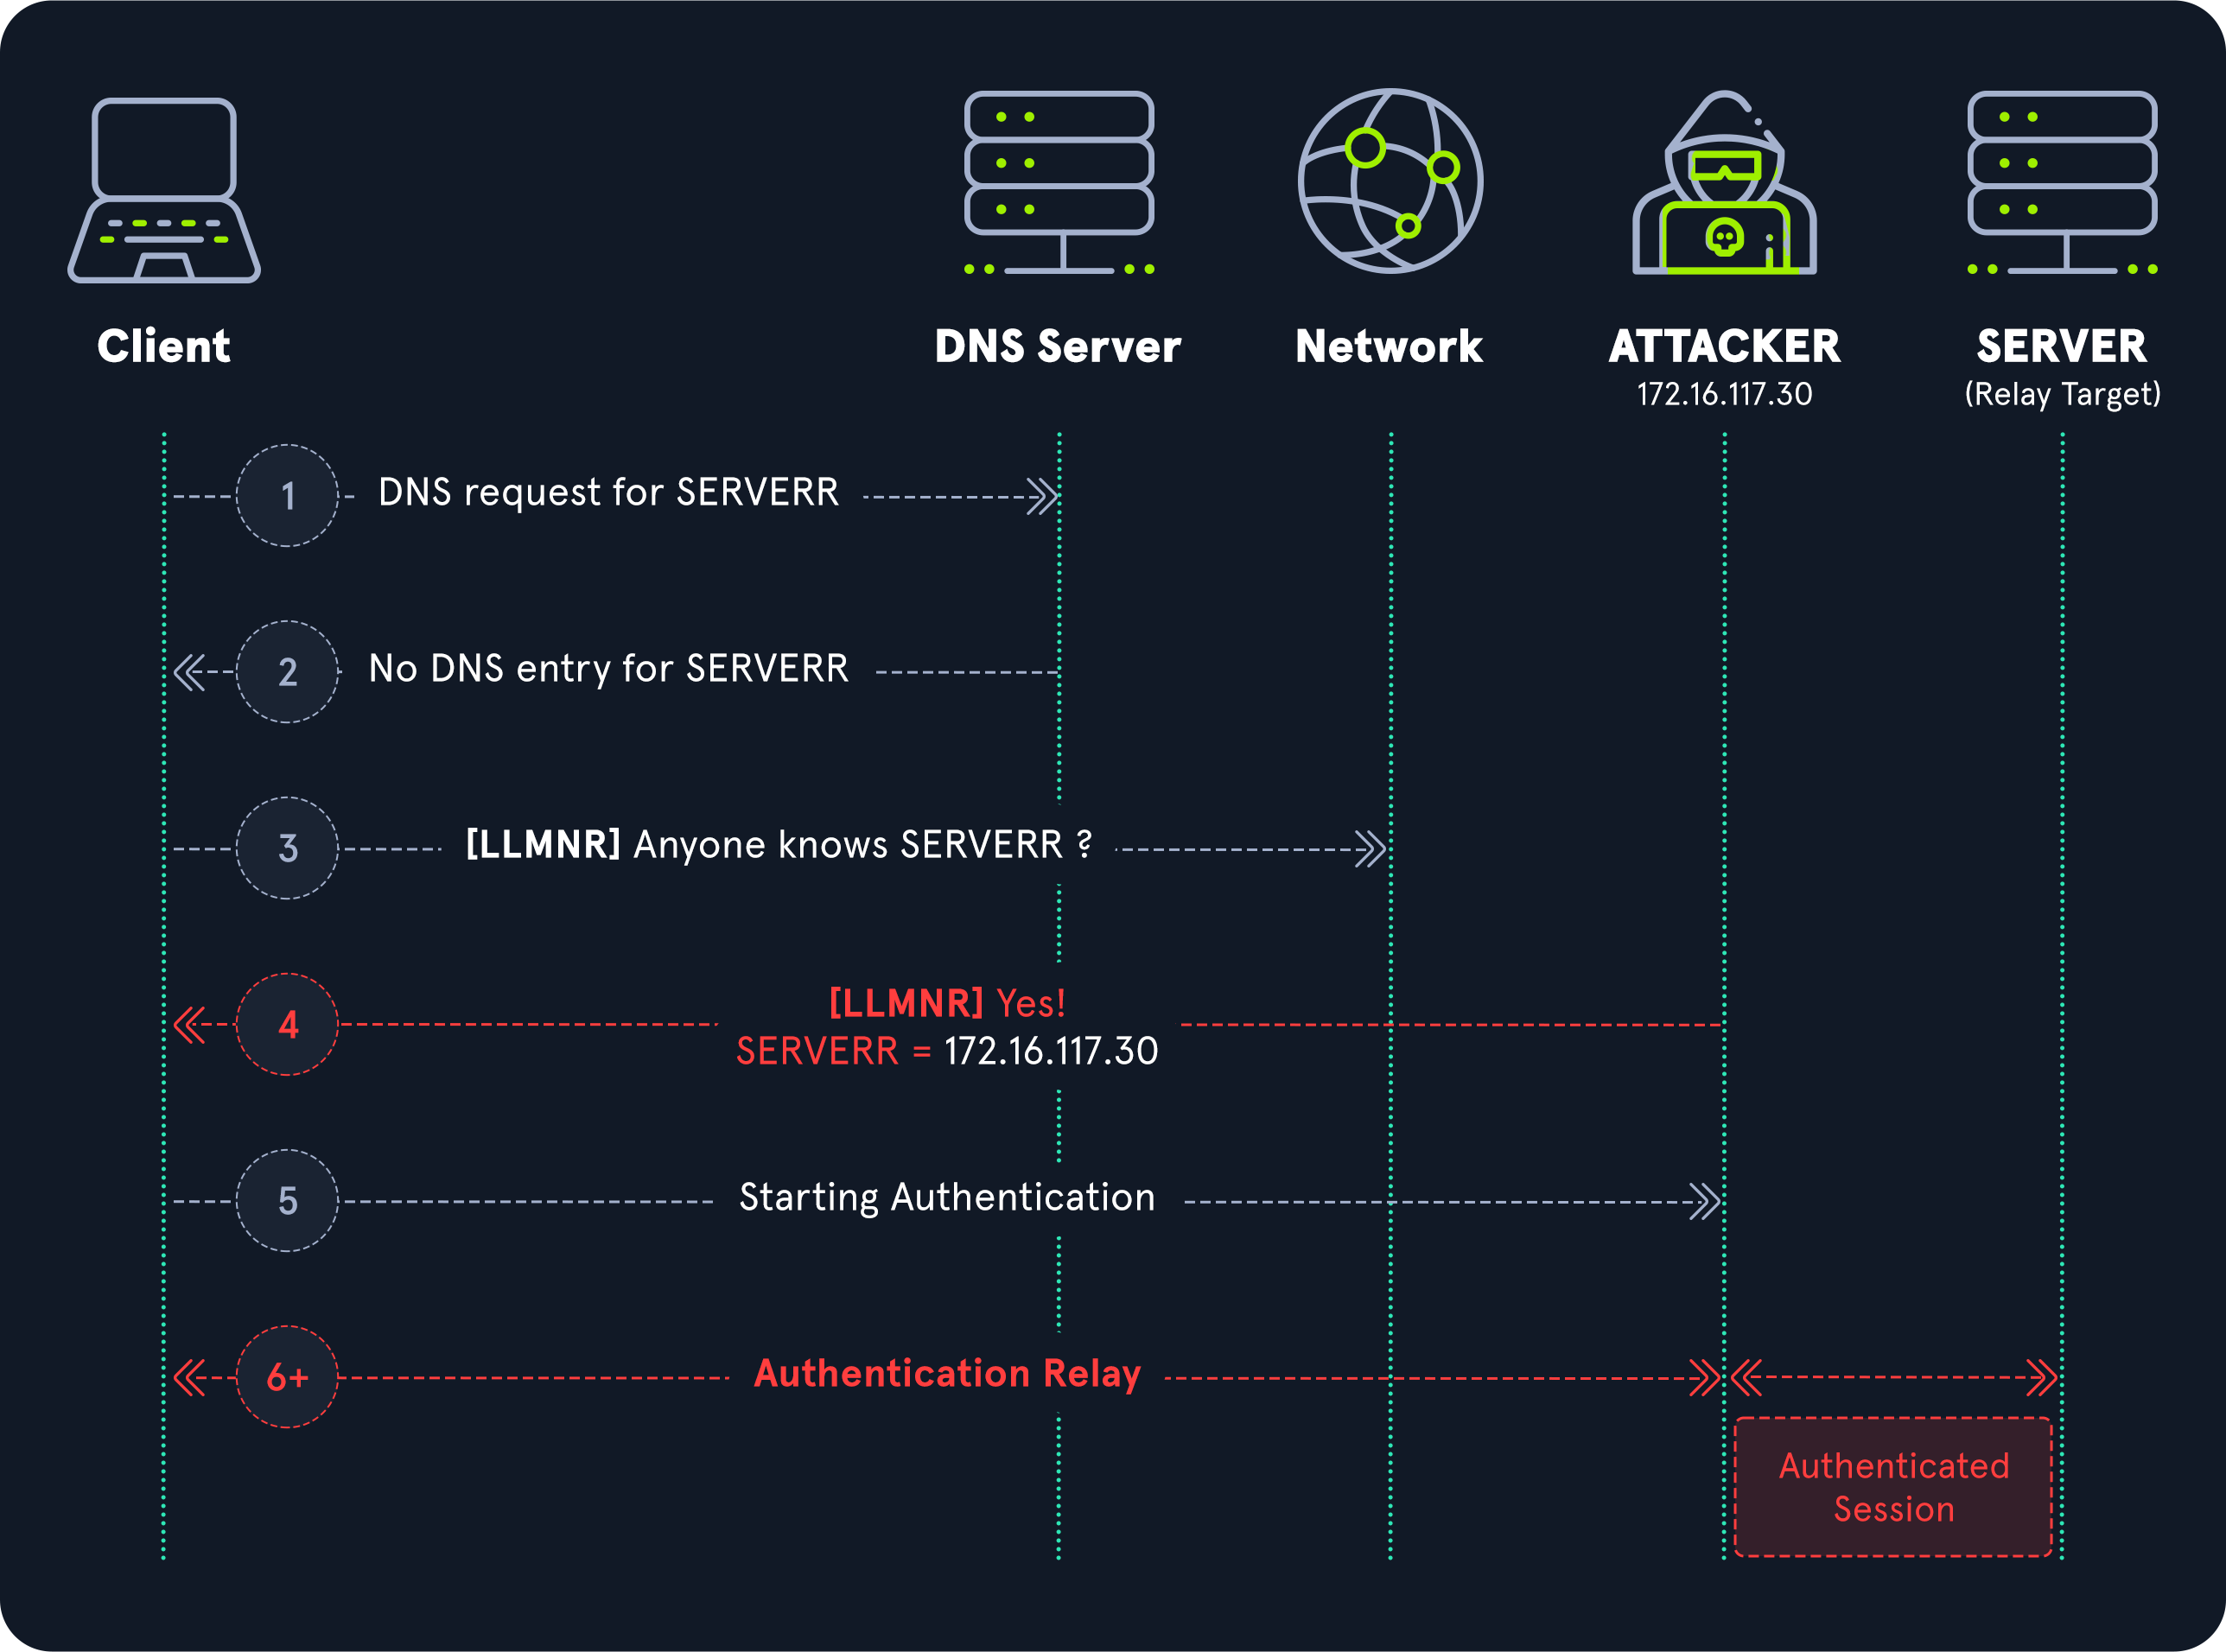 Client
DNS Server
Network
ATTACKER
172.16.117.30
SERVER
(Relay Target)
1
DNS request for SERVERR
2
No DNS entry for SERVERR
3
[LLMNR] Anyone knows SERVERR ?
4
[LLMNR] Yes!
SERVERR = 172.16.117.30
5
Starting Authentication
6+
Authentication Relay
Authenticated
Session